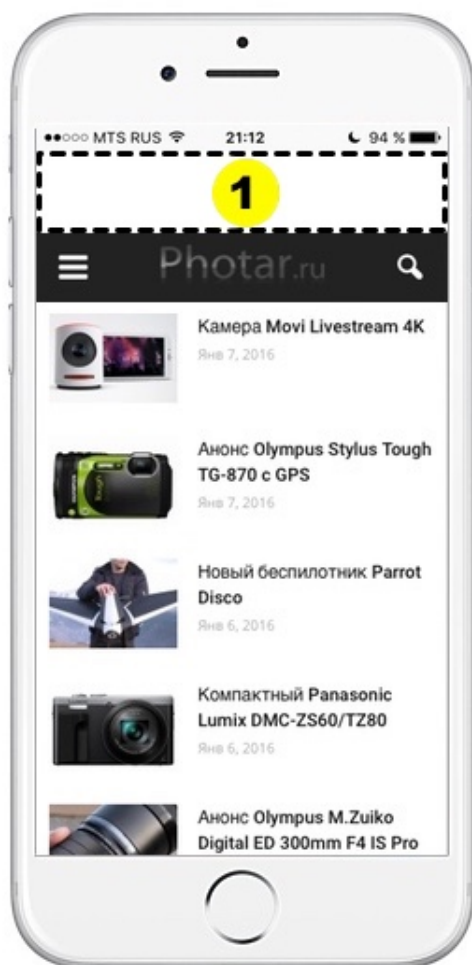 MTS RUS 21:12 94 %
1
Photar.ru
Камера Movi Livestream 4K
Янв 7, 2016
Анонс Olympus Stylus Tough
TG-870 с GPS
Янв 7, 2016
Новый беспилотник Parrot
Disco
Янв 6, 2016
Компактный Panasonic
Lumix DMC-ZS60/TZ80
Янв 6, 2016
Анонс Olympus M.Zuiko
Digital ED 300mm F4 IS Pro